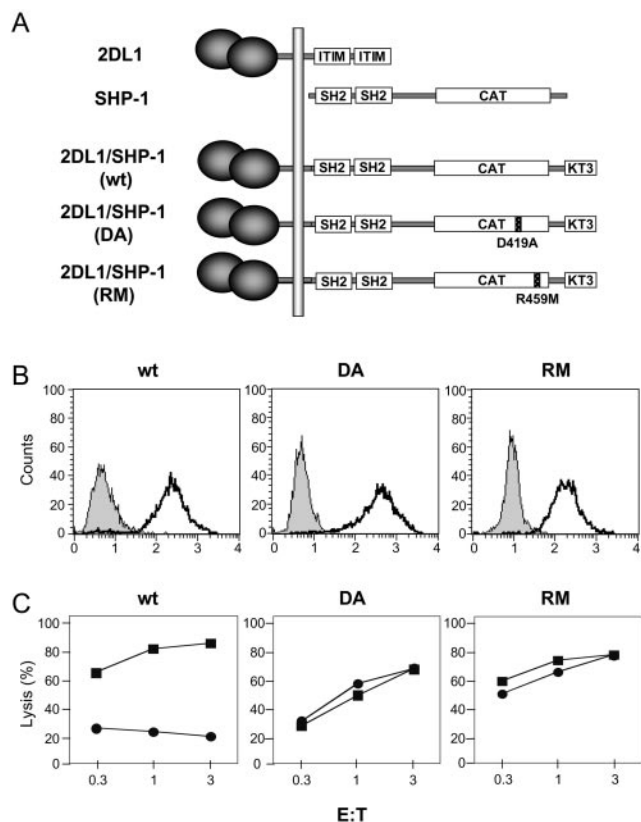 A
2DL1
ITIM ITIM
SHP-1
SH2 SH2 CAT
2DL1/SHP-1
(wt)
SH2 SH2 CAT KT3
2DL1/SHP-1
(DA)
SH2 SH2 CAT KT3
D419A
2DL1/SHP-1
(RM)
SH2 SH2 CAT KT3
R459M
B
wt DA RM
Counts
100 100 100
80 80 80
60 60 60
40 40 40
20 20 20
0 0 0
0 1 2 3 4 0 1 2 3 4 0 1 2 3 4
C
wt DA RM
Lysis (%)
100 100 100
80 80 80
60 60 60
40 40 40
20 20 20
0 0 0
0.3 1 3 0.3 1 3 0.3 1 3
E:T